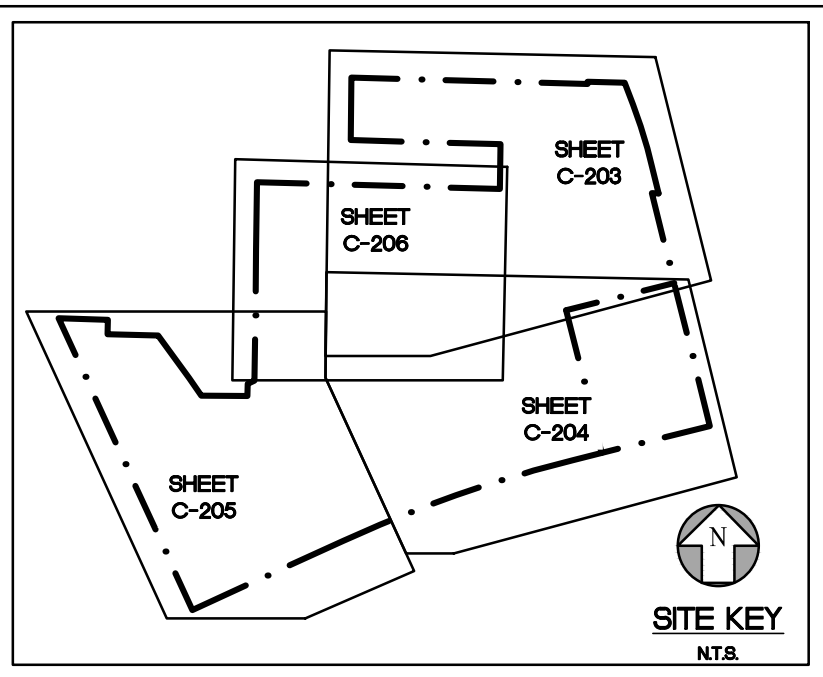 SHEET
C-203
SHEET
C-206
SHEET
C-204
SHEET
C-205
N
SITE KEY
N.T.S.